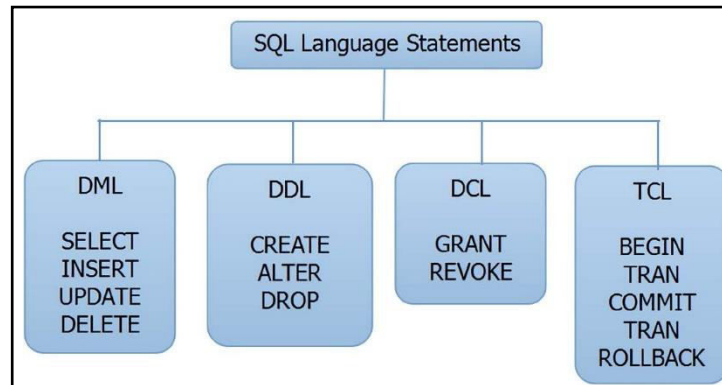 SQL Language Statements
DML
SELECT
INSERT
UPDATE
DELETE
DDL
CREATE
ALTER
DROP
DCL
GRANT
REVOKE
TCL
BEGIN
TRAN
COMMIT
TRAN
ROLLBACK